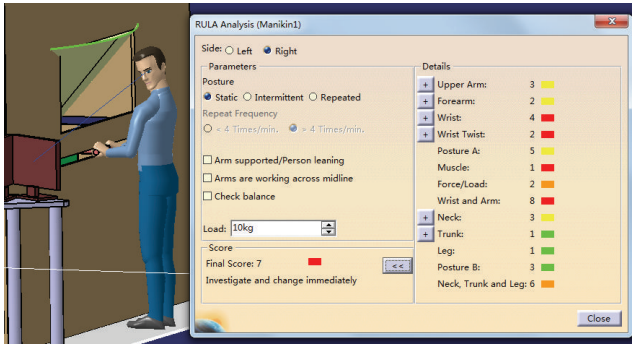 RULA Analysis (Manikin1)
Side: Left Right
Parameters
Posture
Static Intermittent Repeated
Repeat Frequency
< 4 Times/min. > 4 Times/min.
Arm supported/Person leaning
Arms are working across midline
Check balance
Load: 10kg
Score
Final Score: 7
<<
Investigate and change immediately
Details
+ Upper Arm: 3
+ Forearm: 2
+ Wrist: 4
+ Wrist Twist: 2
Posture A: 5
Muscle: 1
Force/Load: 2
Wrist and Arm: 8
+ Neck: 3
+ Trunk: 1
Leg: 1
Posture B: 3
Neck, Trunk and Leg: 6
Close